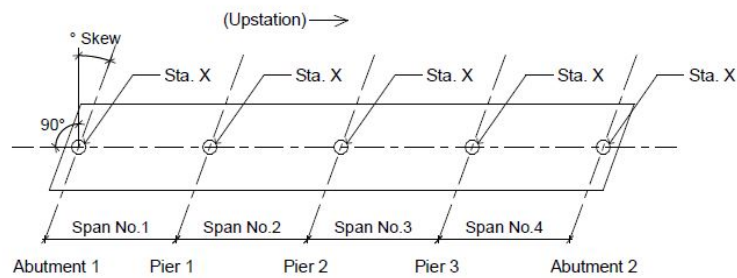 (Upstation)
° Skew
Sta. X Sta. X Sta. X Sta. X Sta. X
90°
Span No.1 Span No.2 Span No.3 Span No.4
Abutment 1 Pier 1 Pier 2 Pier 3 Abutment 2